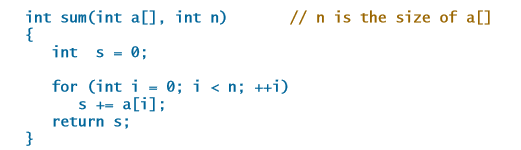 int sum(int a[], int n)       // n is the size of a[]
{
   int  s = 0;

   for (int i = 0; i < n; ++i)
      s += a[i];
   return s;
}